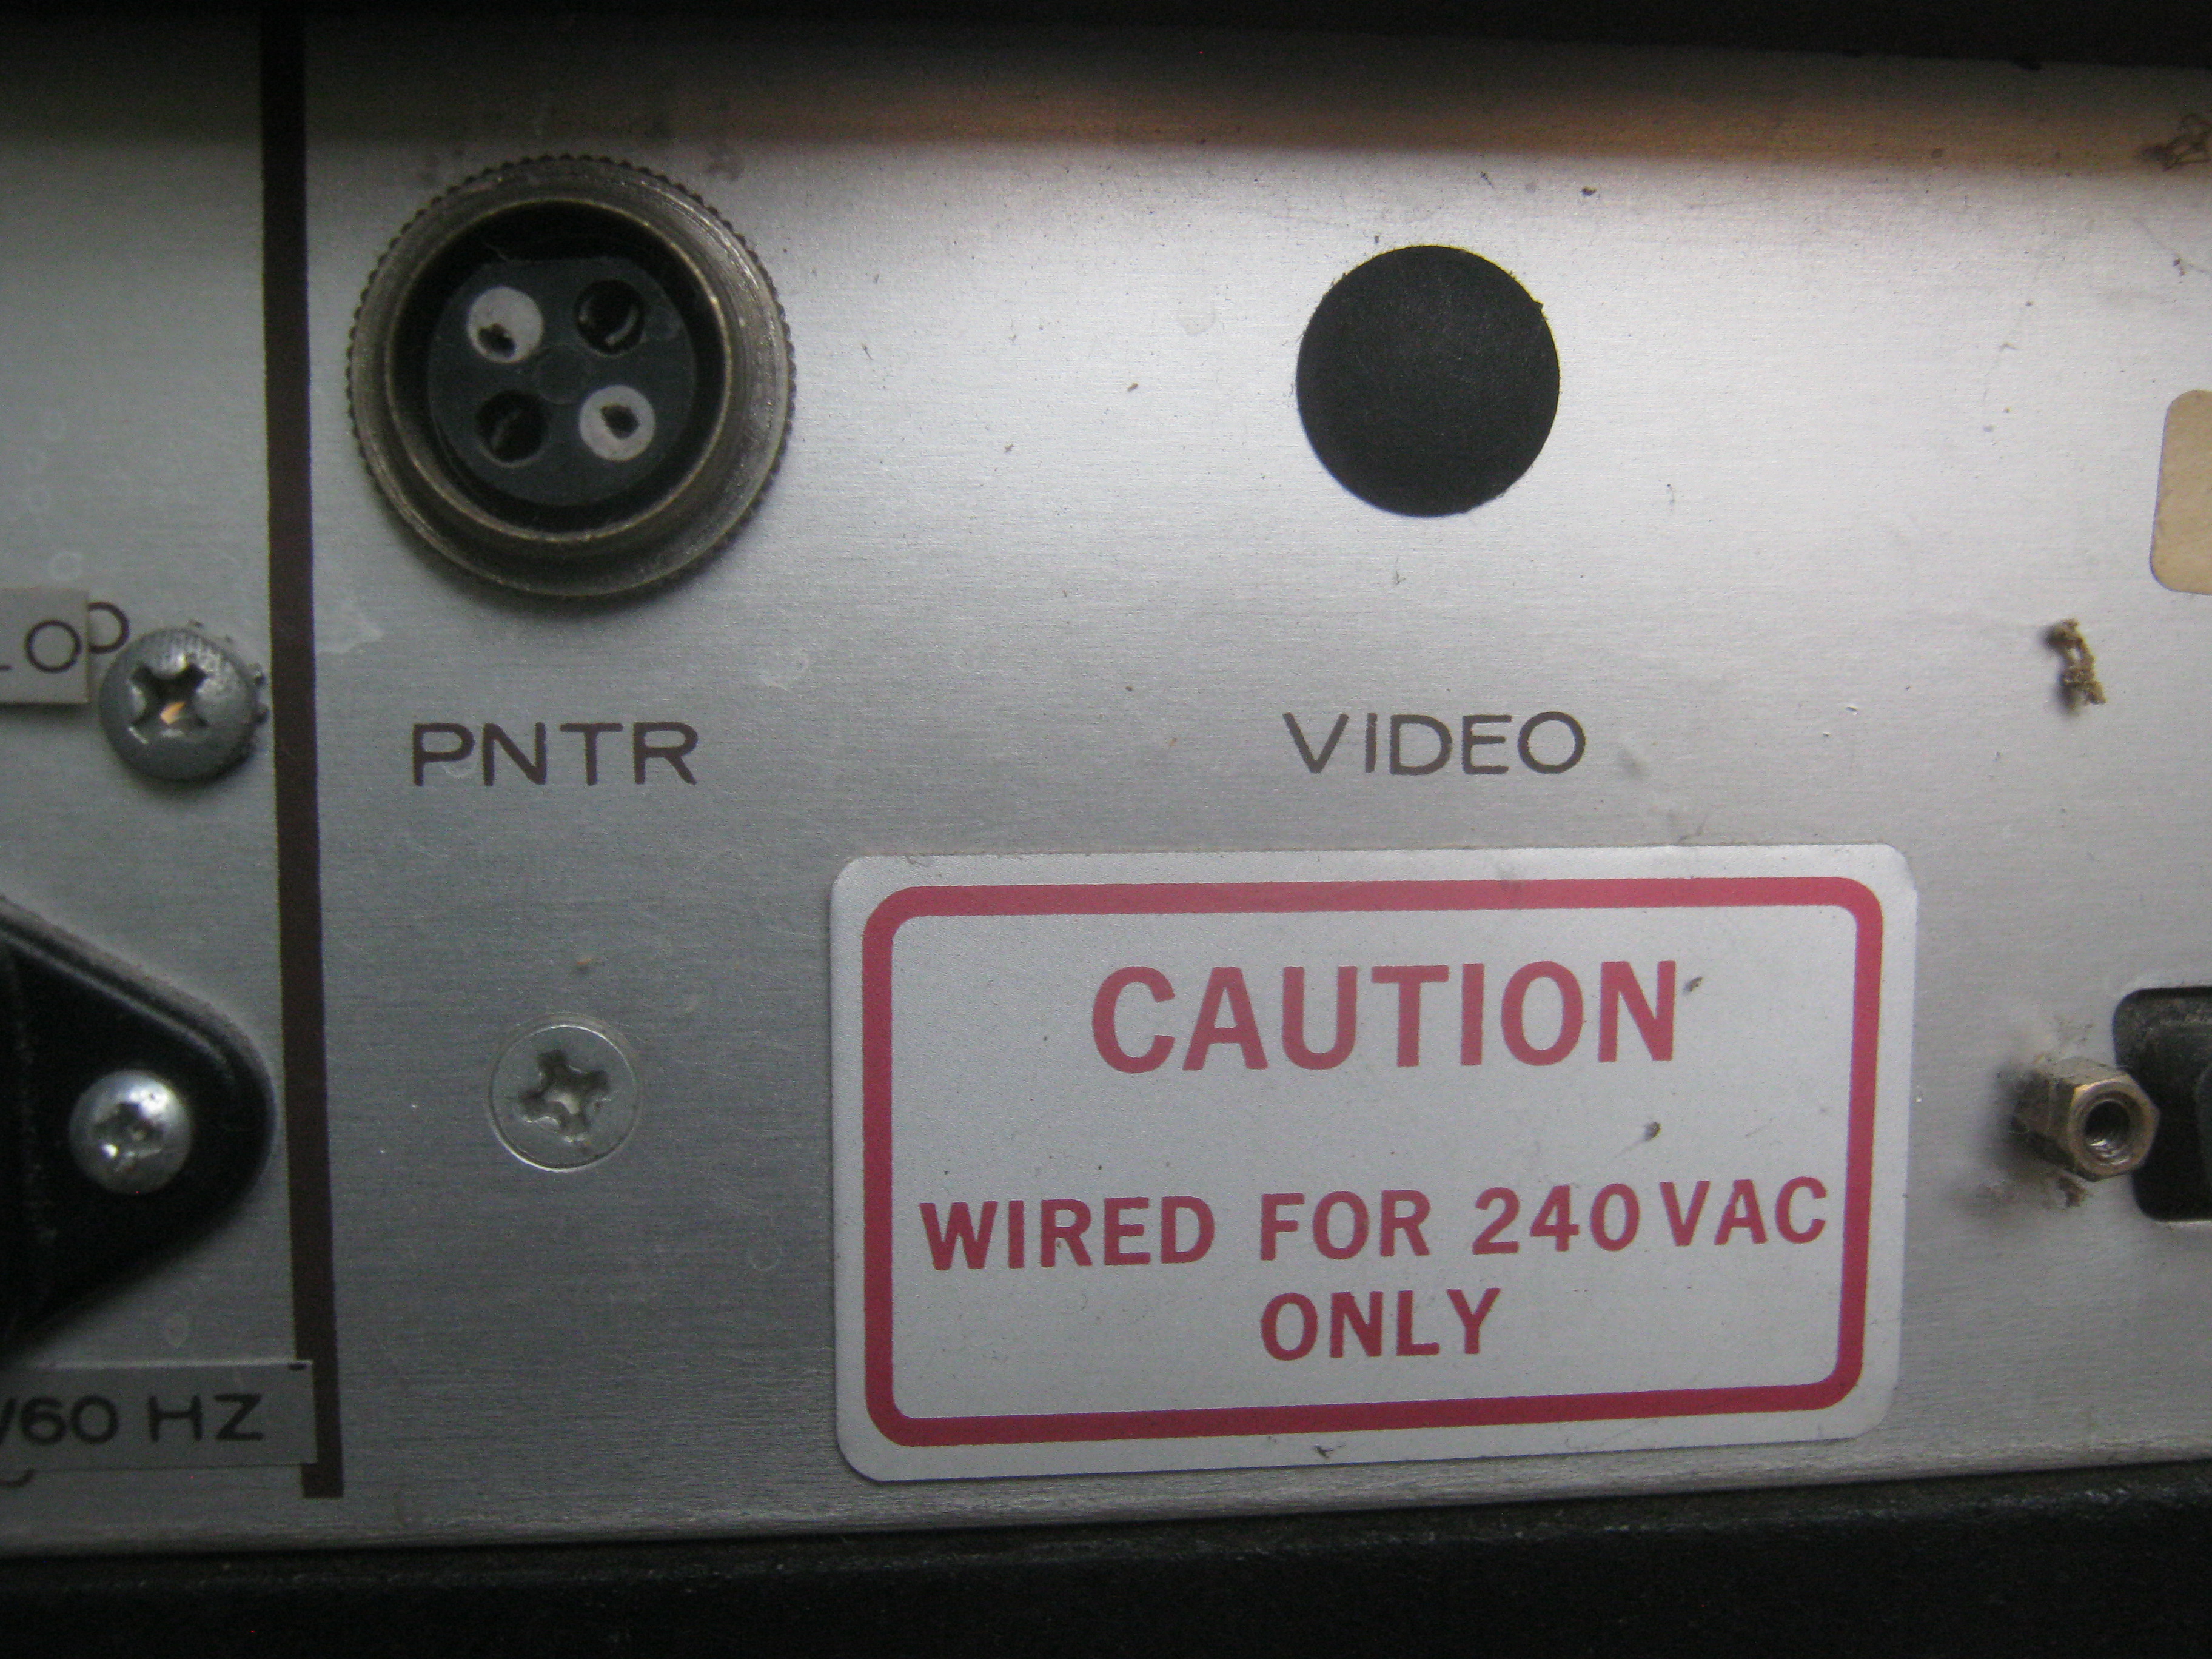 PNTR
VIDEO
CAUTION
WIRED FOR 240 VAC
ONLY
/60 HZ